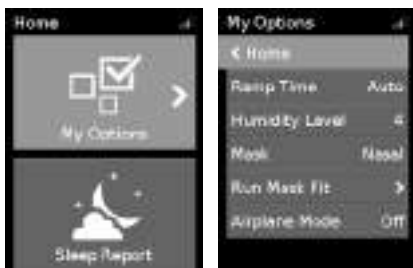 Home
My Options
Sleep Report
My Options
< Home
Ramp Time Auto
Humidity Level 4
Mask Nasal
Run Mask Fit >
Airplane Mode Off